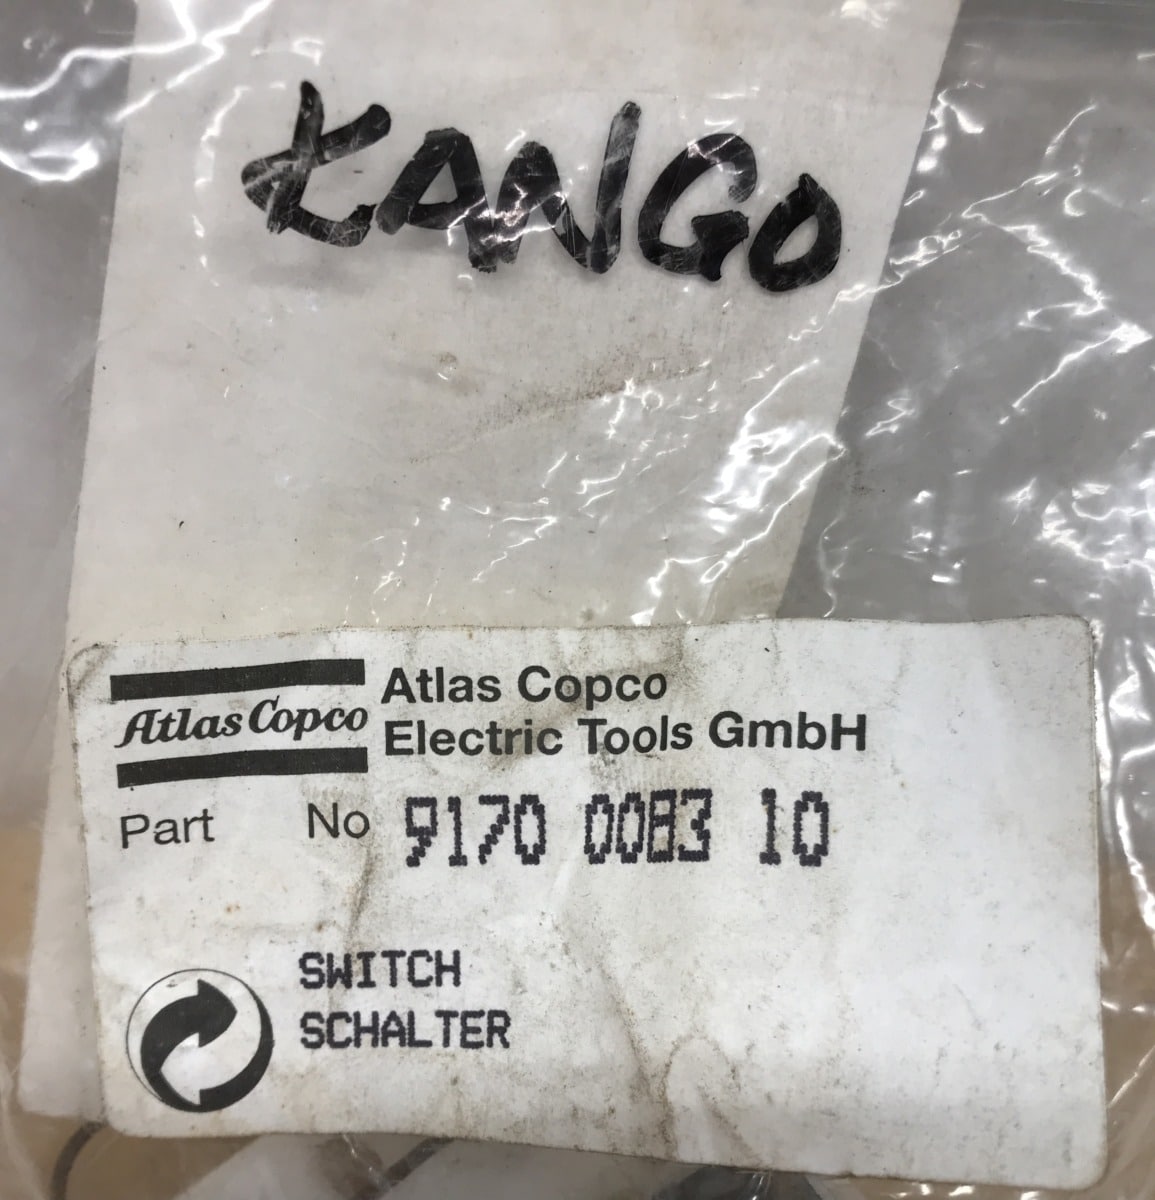 KANGO
Atlas Copco
Atlas Copco
Electric Tools GmbH
Part No 9170 0083 10
SWITCH
SCHALTER